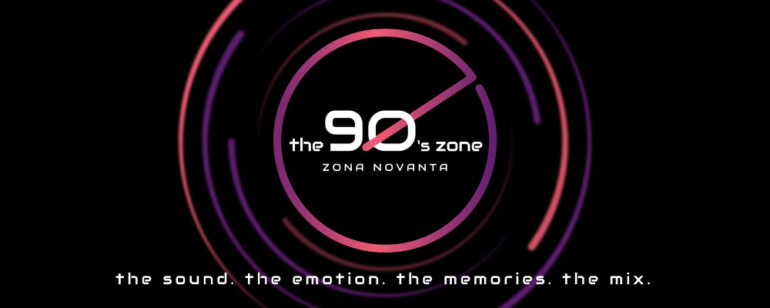 the 90's zone
ZONA NOVANTA
the sound. the emotion. the memories. the mix.